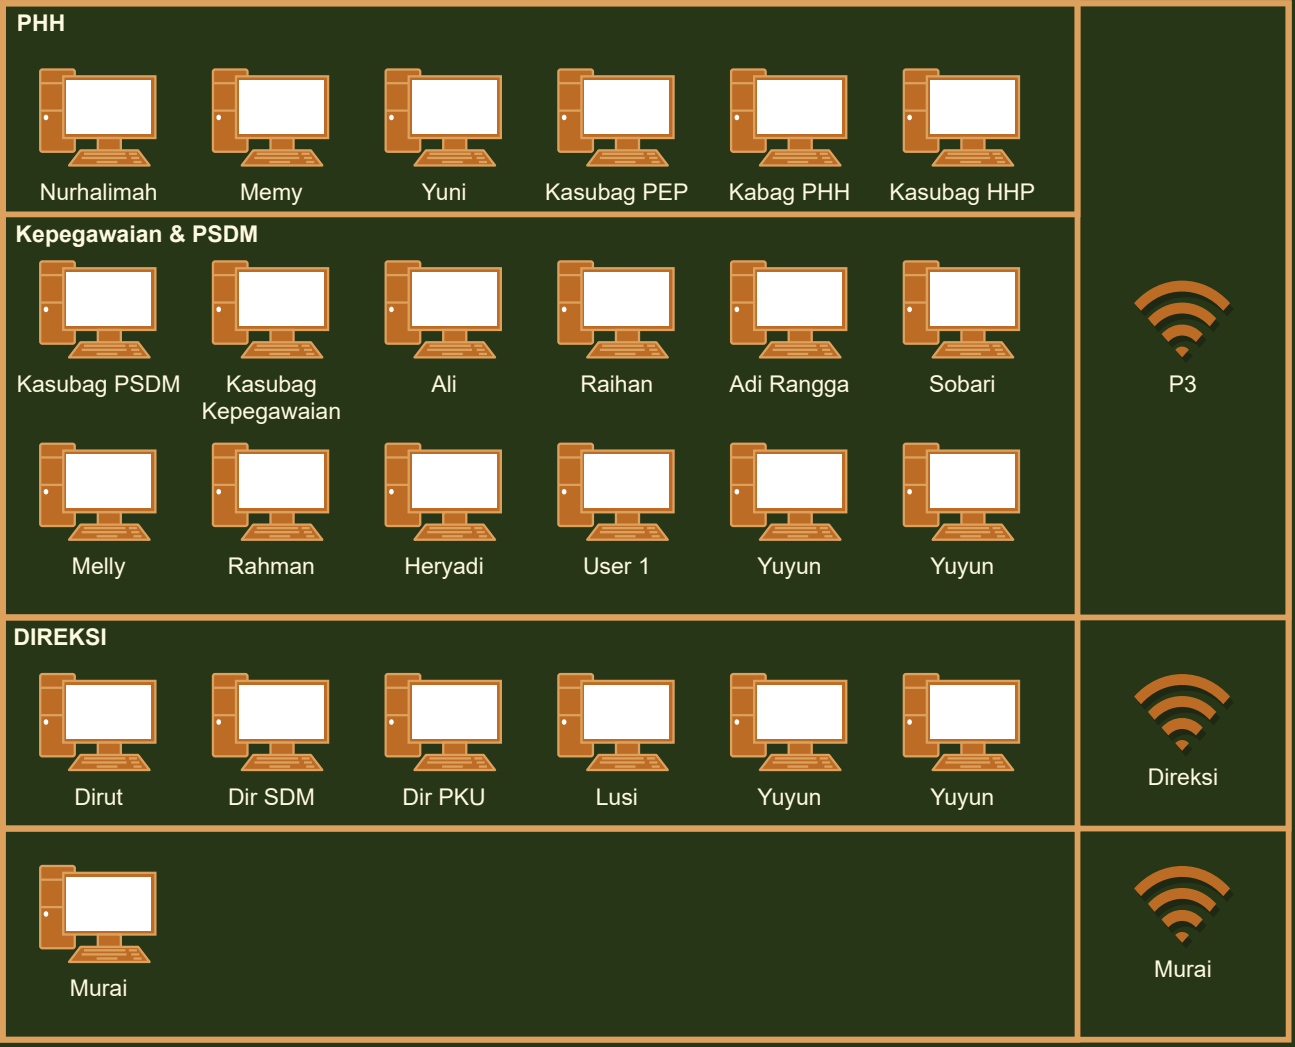 PHH
Nurhalimah
Memy
Yuni
Kasubag PEP
Kabag PHH
Kasubag HHP
Kepegawaian & PSDM
Kasubag PSDM
Kasubag
Kepegawaian
Ali
Raihan
Adi Rangga
Sobari
P3
Melly
Rahman
Heryadi
User 1
Yuyun
Yuyun
DIREKSI
Dirut
Dir SDM
Dir PKU
Lusi
Yuyun
Yuyun
Direksi
Murai
Murai